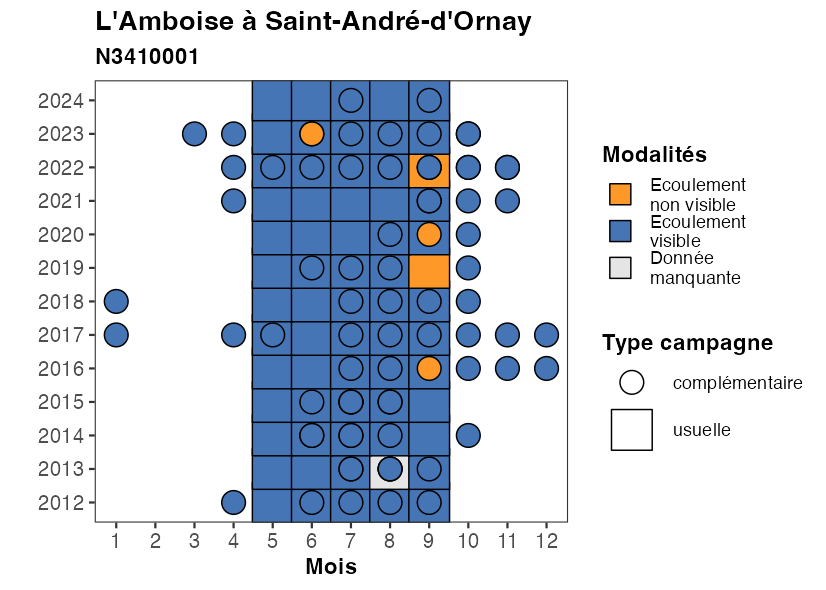 L'Amboise à Saint-André-d'Ornay
N3410001
2024
2023
2022
2021
2020
2019
2018
2017
2016
2015
2014
2013
2012
1 2 3 4 5 6 7 8 9 10 11 12
Mois
Modalités
Ecoulement
non visible
Ecoulement
visible
Donnée
manquante
Type campagne
complémentaire
usuelle